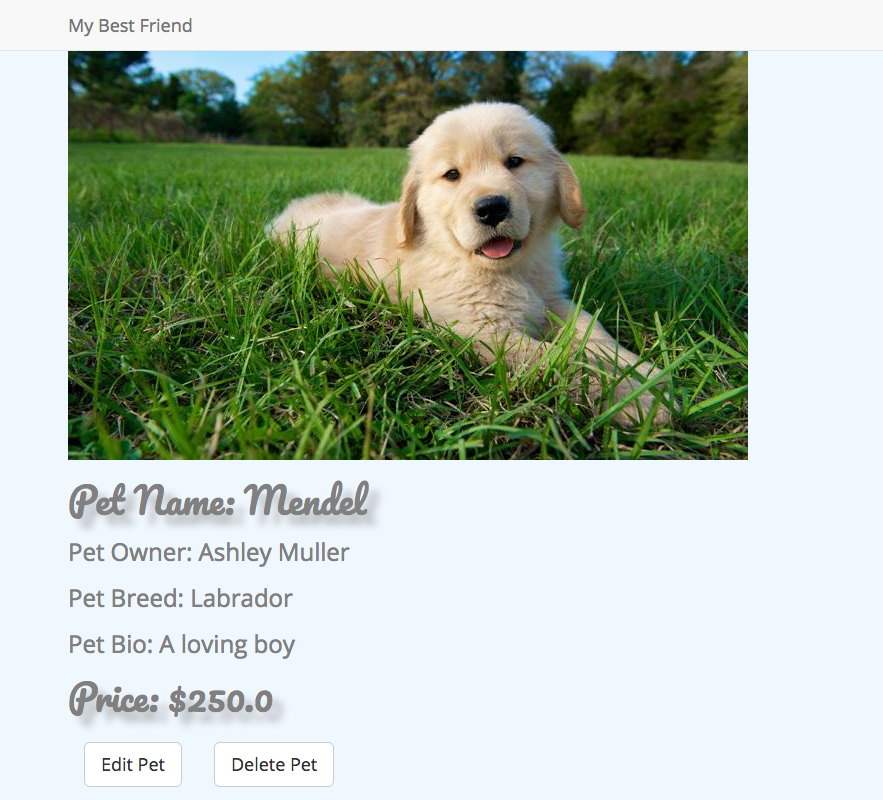 My Best Friend
Pet Name: Mendel
Pet Owner: Ashley Muller
Pet Breed: Labrador
Pet Bio: A loving boy
Price: $250.0
Edit Pet Delete Pet